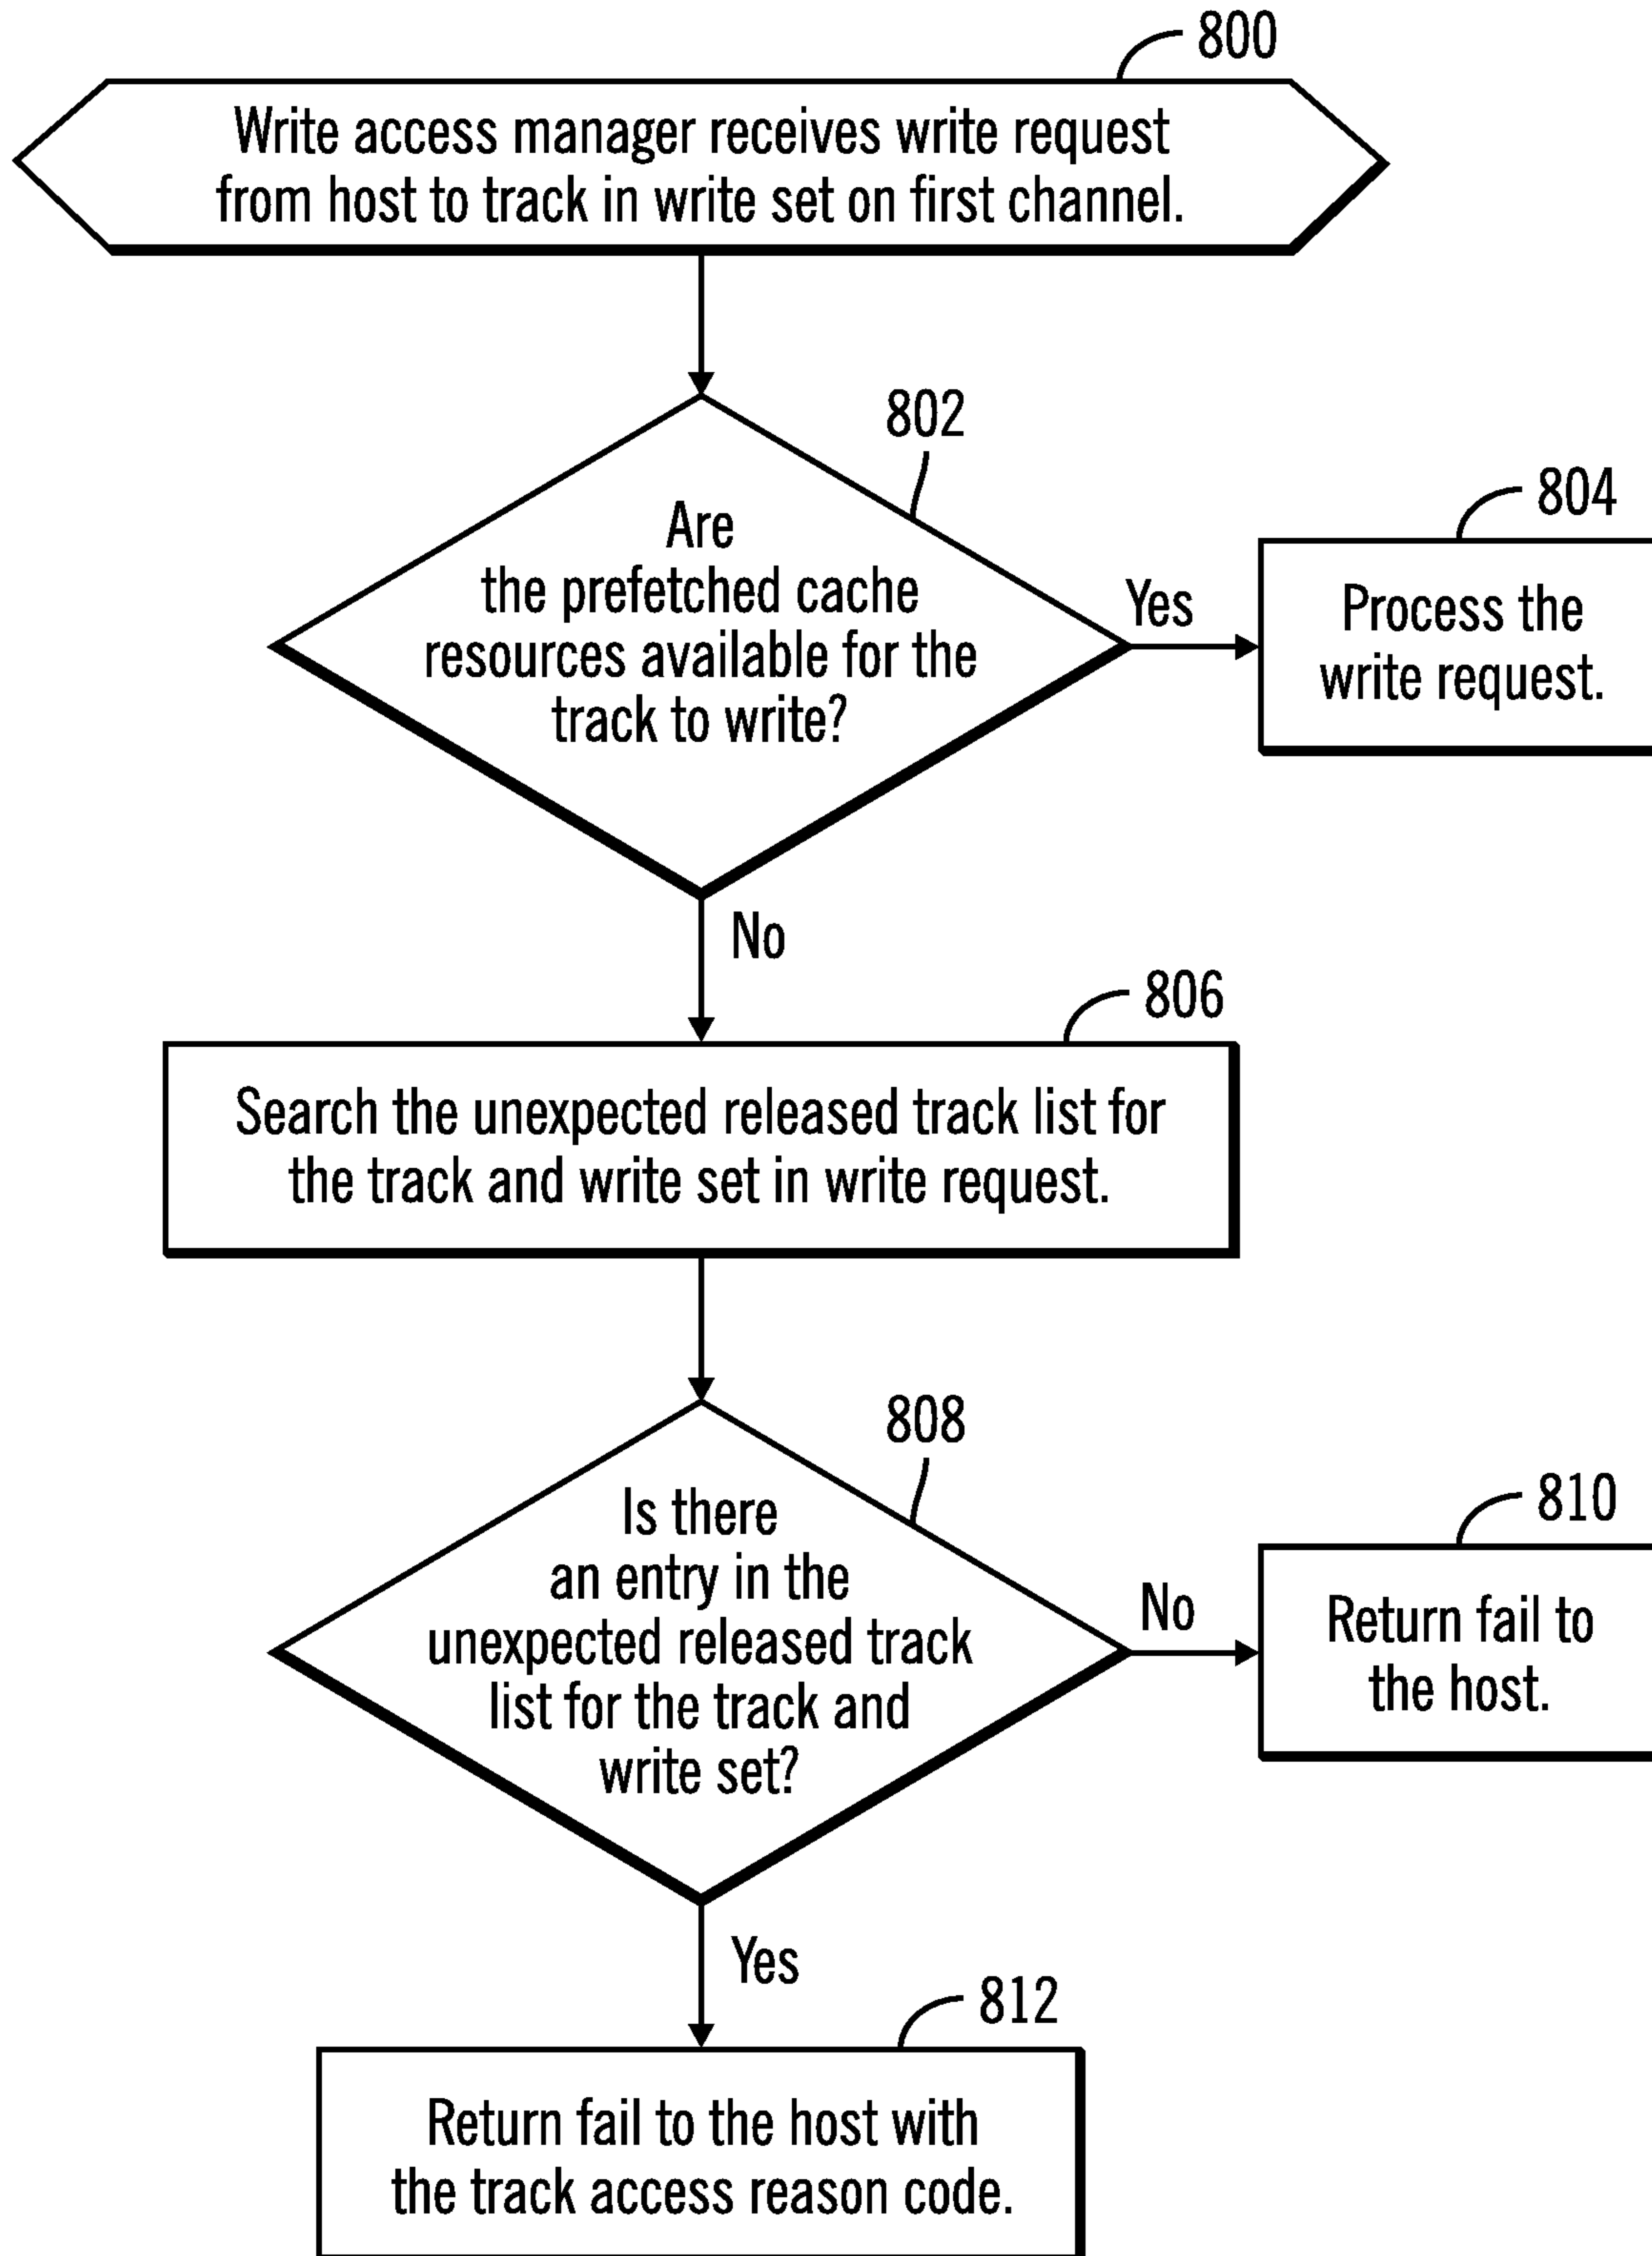 800
Write access manager receives write request
from host to track in write set on first channel.
802
Are
the prefetched cache
resources available for the
track to write?
Yes
804
Process the
write request.
No
806
Search the unexpected released track list for
the track and write set in write request.
808
Is there
an entry in the
unexpected released track
list for the track and
write set?
No
810
Return fail to
the host.
Yes
812
Return fail to the host with
the track access reason code.